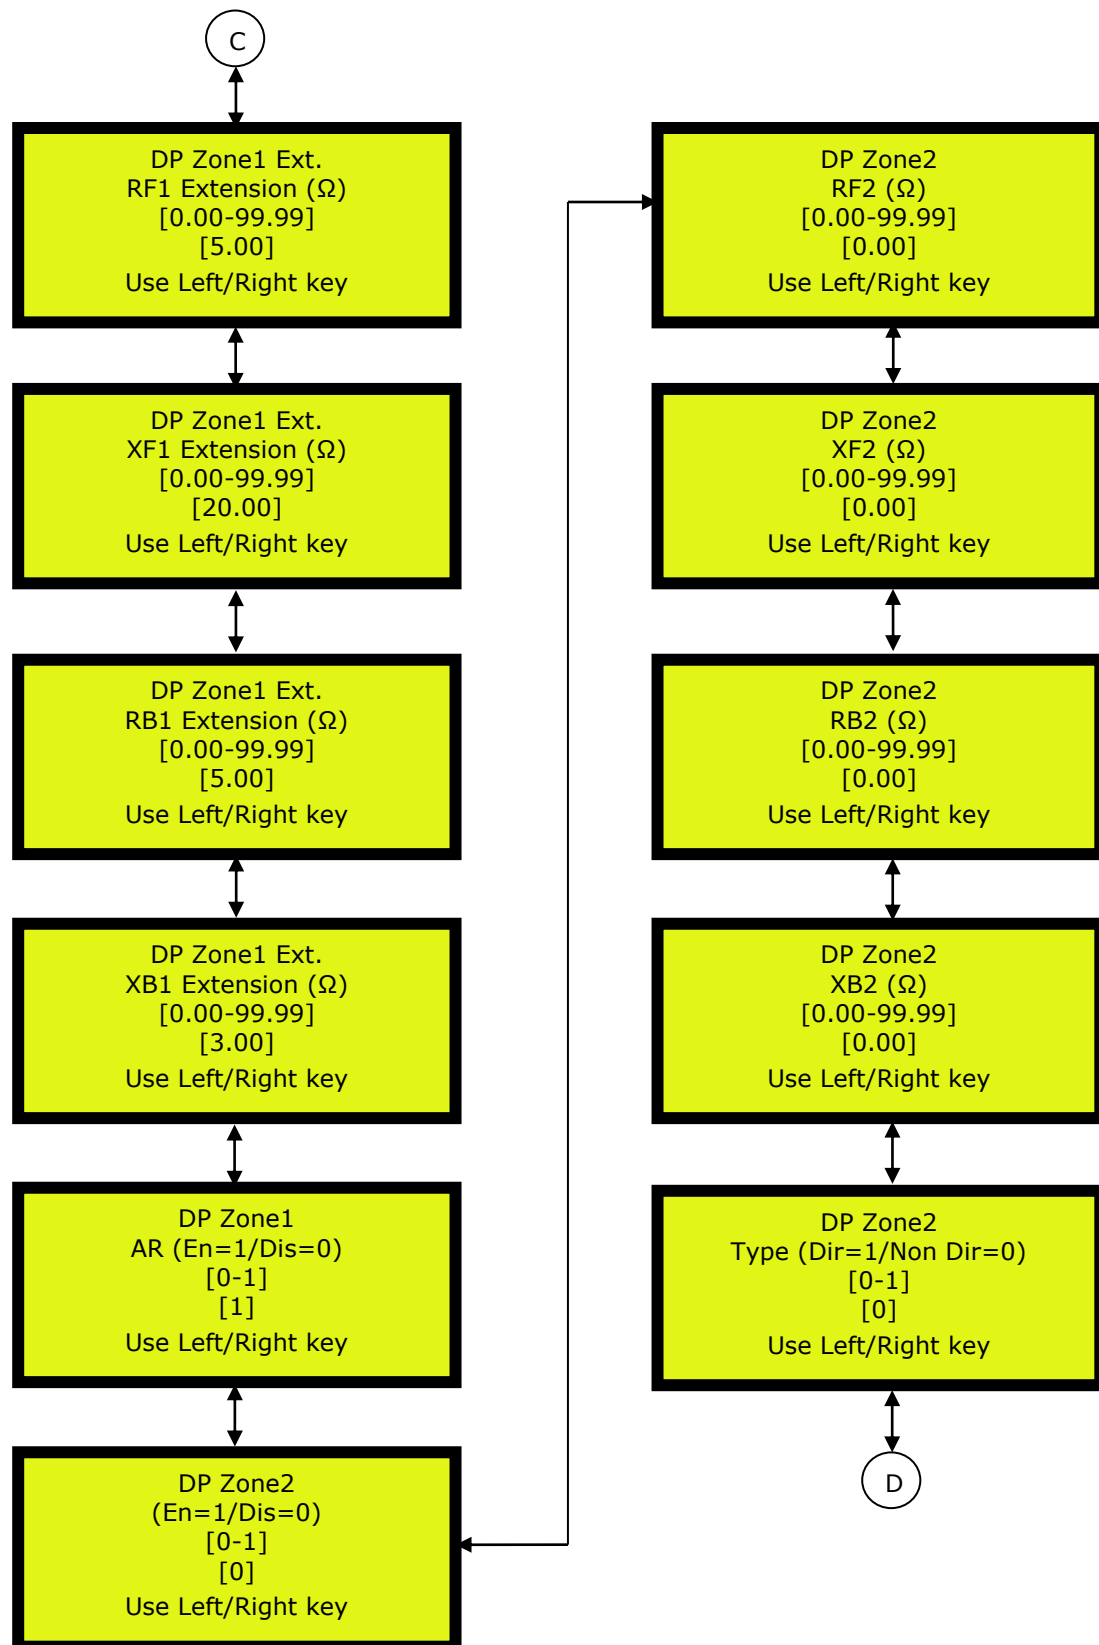 C
DP Zone1 Ext.
RF1 Extension (Ω)
[0.00-99.99]
[5.00]
Use Left/Right key
DP Zone1 Ext.
XF1 Extension (Ω)
[0.00-99.99]
[20.00]
Use Left/Right key
DP Zone1 Ext.
RB1 Extension (Ω)
[0.00-99.99]
[5.00]
Use Left/Right key
DP Zone1 Ext.
XB1 Extension (Ω)
[0.00-99.99]
[3.00]
Use Left/Right key
DP Zone1
AR (En=1/Dis=0)
[0-1]
[1]
Use Left/Right key
DP Zone2
(En=1/Dis=0)
[0-1]
[0]
Use Left/Right key
DP Zone2
RF2 (Ω)
[0.00-99.99]
[0.00]
Use Left/Right key
DP Zone2
XF2 (Ω)
[0.00-99.99]
[0.00]
Use Left/Right key
DP Zone2
RB2 (Ω)
[0.00-99.99]
[0.00]
Use Left/Right key
DP Zone2
XB2 (Ω)
[0.00-99.99]
[0.00]
Use Left/Right key
DP Zone2
Type (Dir=1/Non Dir=0)
[0-1]
[0]
Use Left/Right key
D